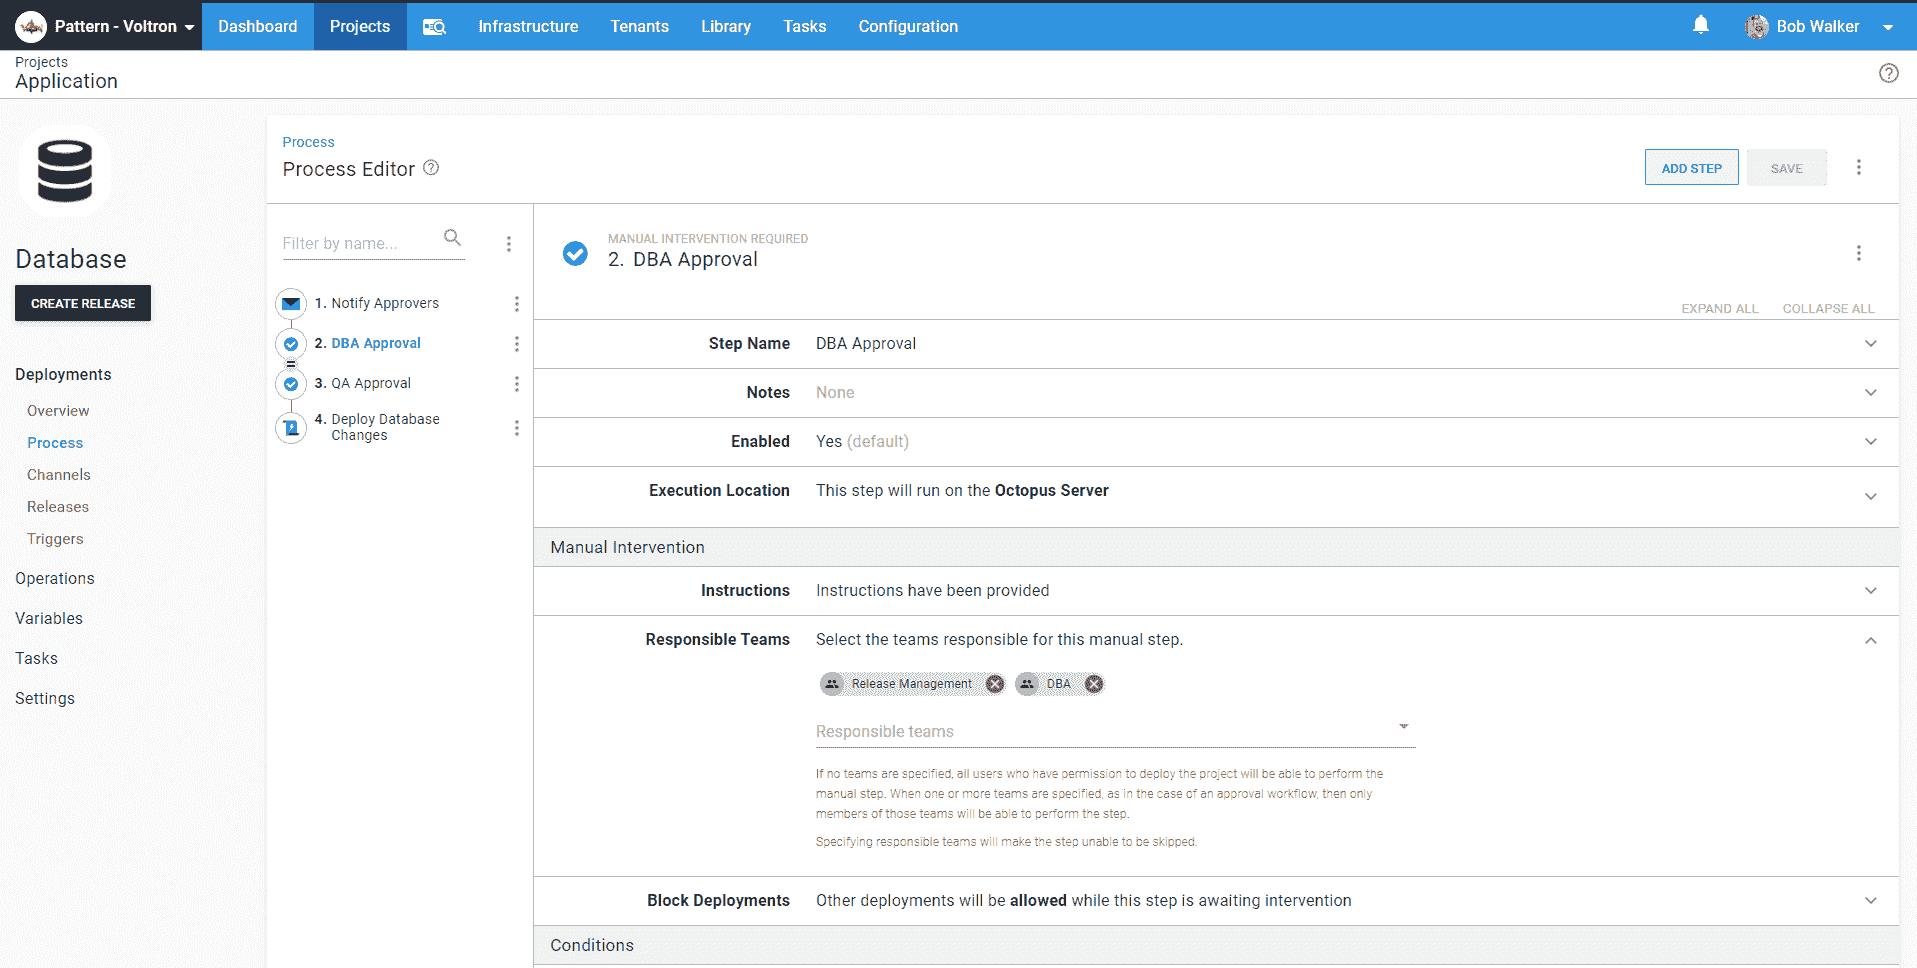 Pattern - Voltron
Dashboard
Projects
Infrastructure
Tenants
Library
Tasks
Configuration
Bob Walker
Projects
Application
Database
CREATE RELEASE
Deployments
Overview
Process
Channels
Releases
Triggers
Operations
Variables
Tasks
Settings
Process
Process Editor
ADD STEP
SAVE
Filter by name...
1. Notify Approvers
2. DBA Approval
3. QA Approval
4. Deploy Database
Changes
MANUAL INTERVENTION REQUIRED
2. DBA Approval
EXPAND ALL
COLLAPSE ALL
Step Name DBA Approval
Notes None
Enabled Yes (default)
Execution Location This step will run on the Octopus Server
Manual Intervention
Instructions Instructions have been provided
Responsible Teams Select the teams responsible for this manual step.
Release Management DBA
Responsible teams
If no teams are specified, all users who have permission to deploy the project will be able to perform the
manual step. When one or more teams are specified, as in the case of an approval workflow, then only
members of those teams will be able to perform the step.
Specifying responsible teams will make the step unable to be skipped.
Block Deployments Other deployments will be allowed while this step is awaiting intervention
Conditions